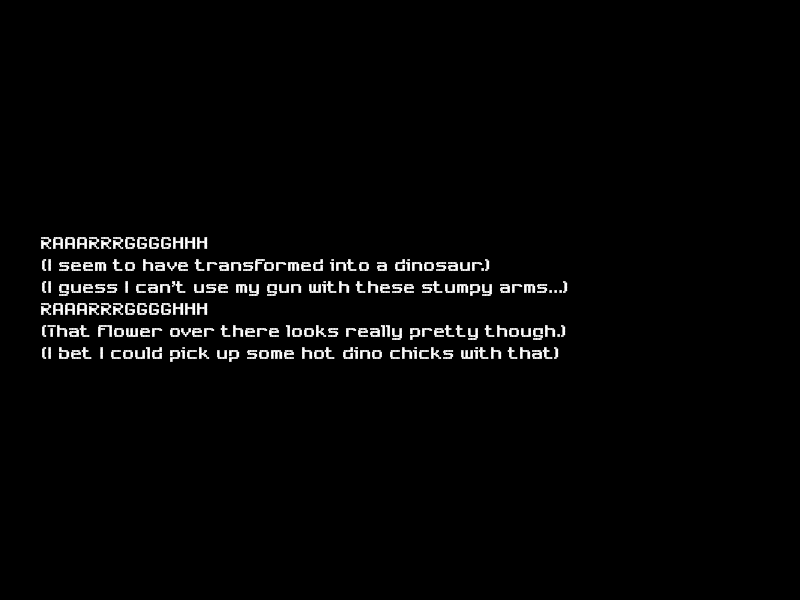 RAAARRRGGGGHHH
(I seem to have transformed into a dinosaur.)
(I guess I can't use my gun with these stumpy arms...)
RAAARRRGGGGHHH
(That flower over there looks really pretty though.)
(I bet I could pick up some hot dino chicks with that)